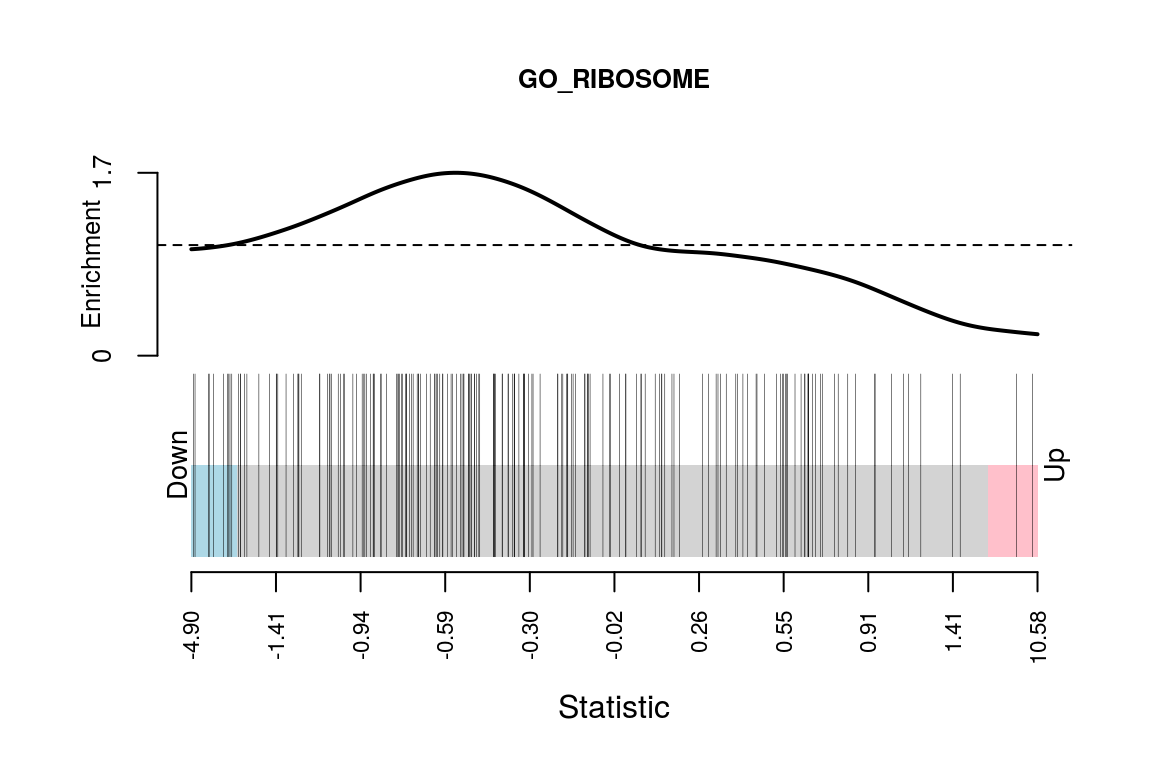 GO_RIBOSOME
Enrichment
1.7
0
Down
Up
-4.90
-1.41
-0.94
-0.59
-0.30
-0.02
0.26
0.55
0.91
1.41
10.58
Statistic